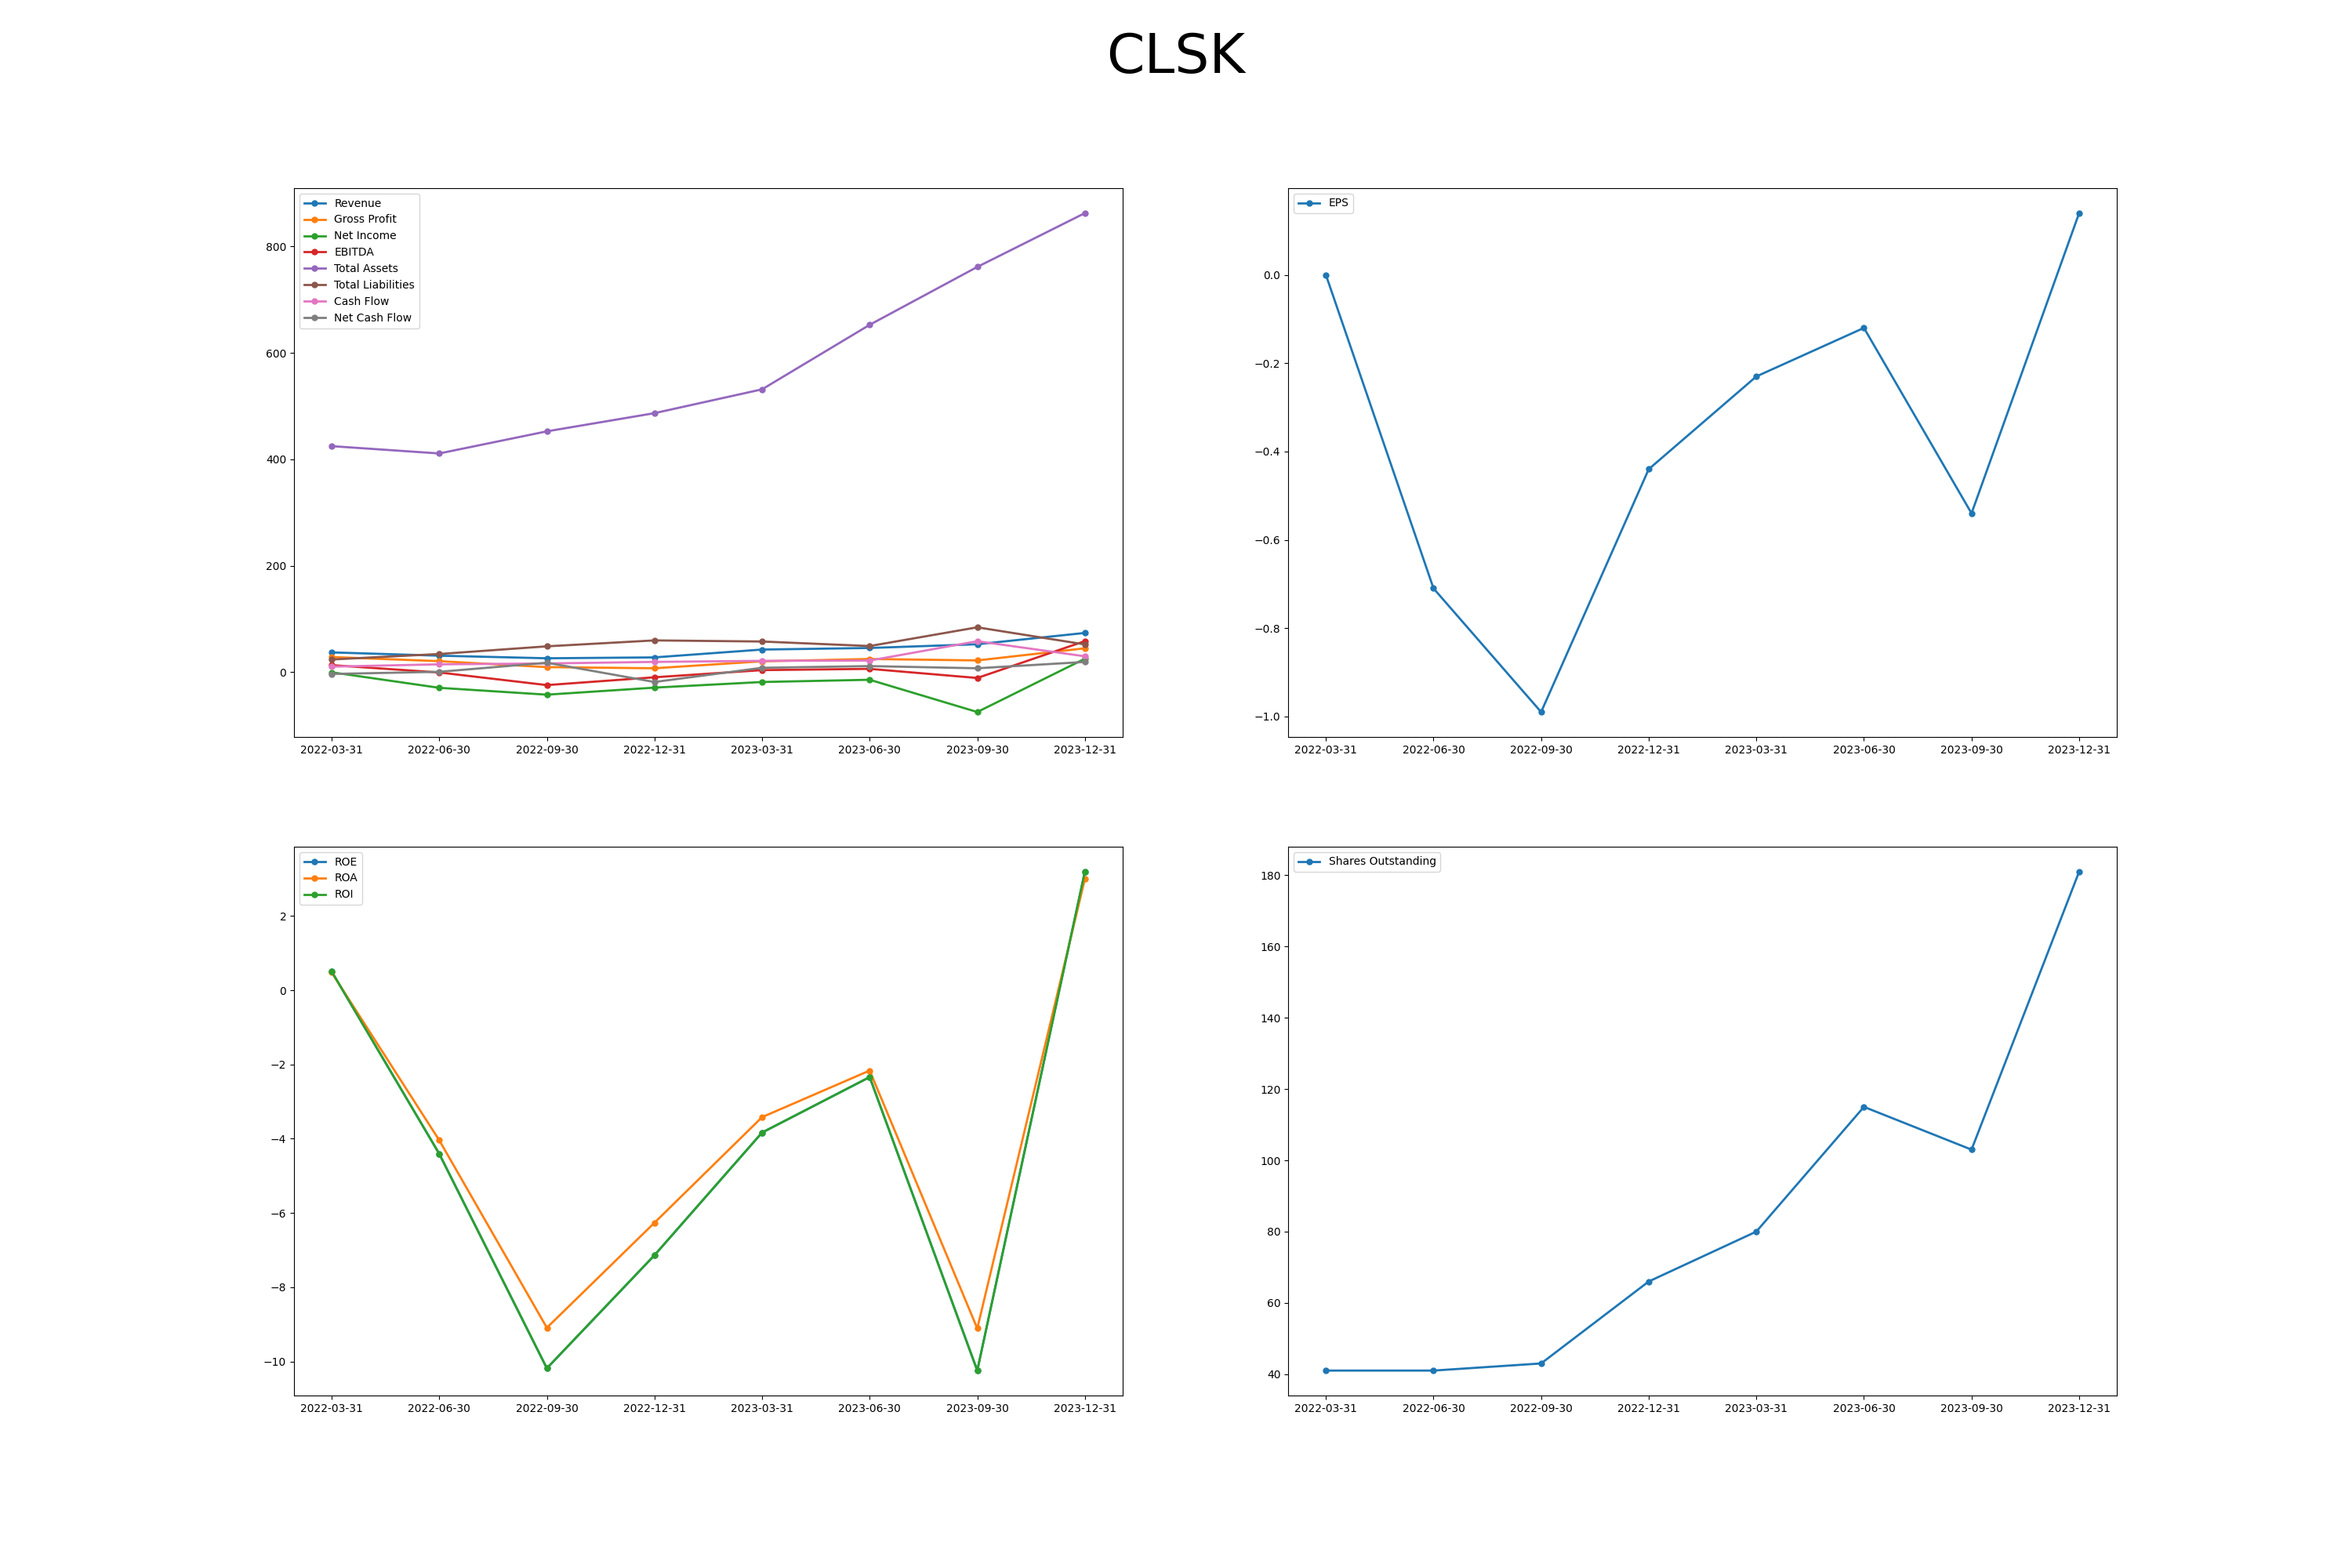 CLSK
Revenue
Gross Profit
Net Income
EBITDA
Total Assets
Total Liabilities
Cash Flow
Net Cash Flow
800
600
400
200
0
2022-03-31 2022-06-30 2022-09-30 2022-12-31 2023-03-31 2023-06-30 2023-09-30 2023-12-31
EPS
0.0
−0.2
−0.4
−0.6
−0.8
−1.0
2022-03-31 2022-06-30 2022-09-30 2022-12-31 2023-03-31 2023-06-30 2023-09-30 2023-12-31
ROE
ROA
ROI
2
0
−2
−4
−6
−8
−10
2022-03-31 2022-06-30 2022-09-30 2022-12-31 2023-03-31 2023-06-30 2023-09-30 2023-12-31
Shares Outstanding
180
160
140
120
100
80
60
40
2022-03-31 2022-06-30 2022-09-30 2022-12-31 2023-03-31 2023-06-30 2023-09-30 2023-12-31